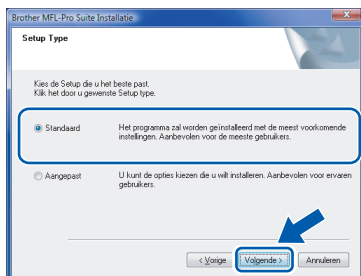 Brother MFL-Pro Suite Installatie
Setup Type
Kies de Setup die u het beste past.
Klik het door u gewenste Setup type.
Standaard
Het programma zal worden geïnstalleerd met de meest voorkomende
instellingen. Aanbevolen voor de meeste gebruikers.
Aangepast
U kunt de opties kiezen die u wilt installeren. Aanbevolen voor ervaren
gebruikers.
< Vorige
Volgende >
Annuleren